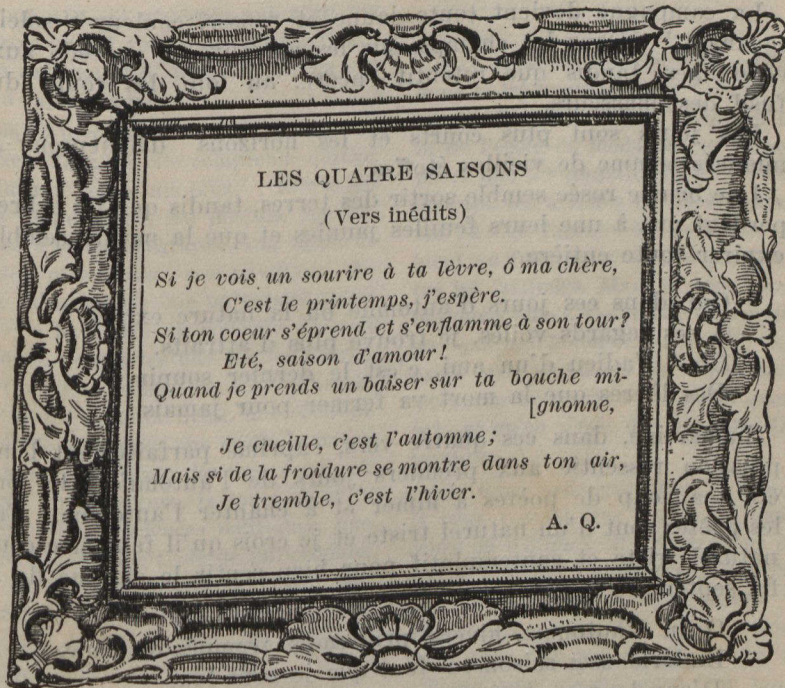 LES QUATRE SAISONS
(Vers inédits)
Si je vois un sourire à ta lèvre, ô ma chère,
C'est le printemps, j'espère.
Si ton coeur s'éprend et s'enflamme à son tour?
Eté, saison d'amour!
Quand je prends un baiser sur ta bouche mi-
[gnonne,
Je cueille, c'est l'automne;
Mais si de la froidure se montre dans ton air,
Je tremble, c'est l'hiver.
A. Q.